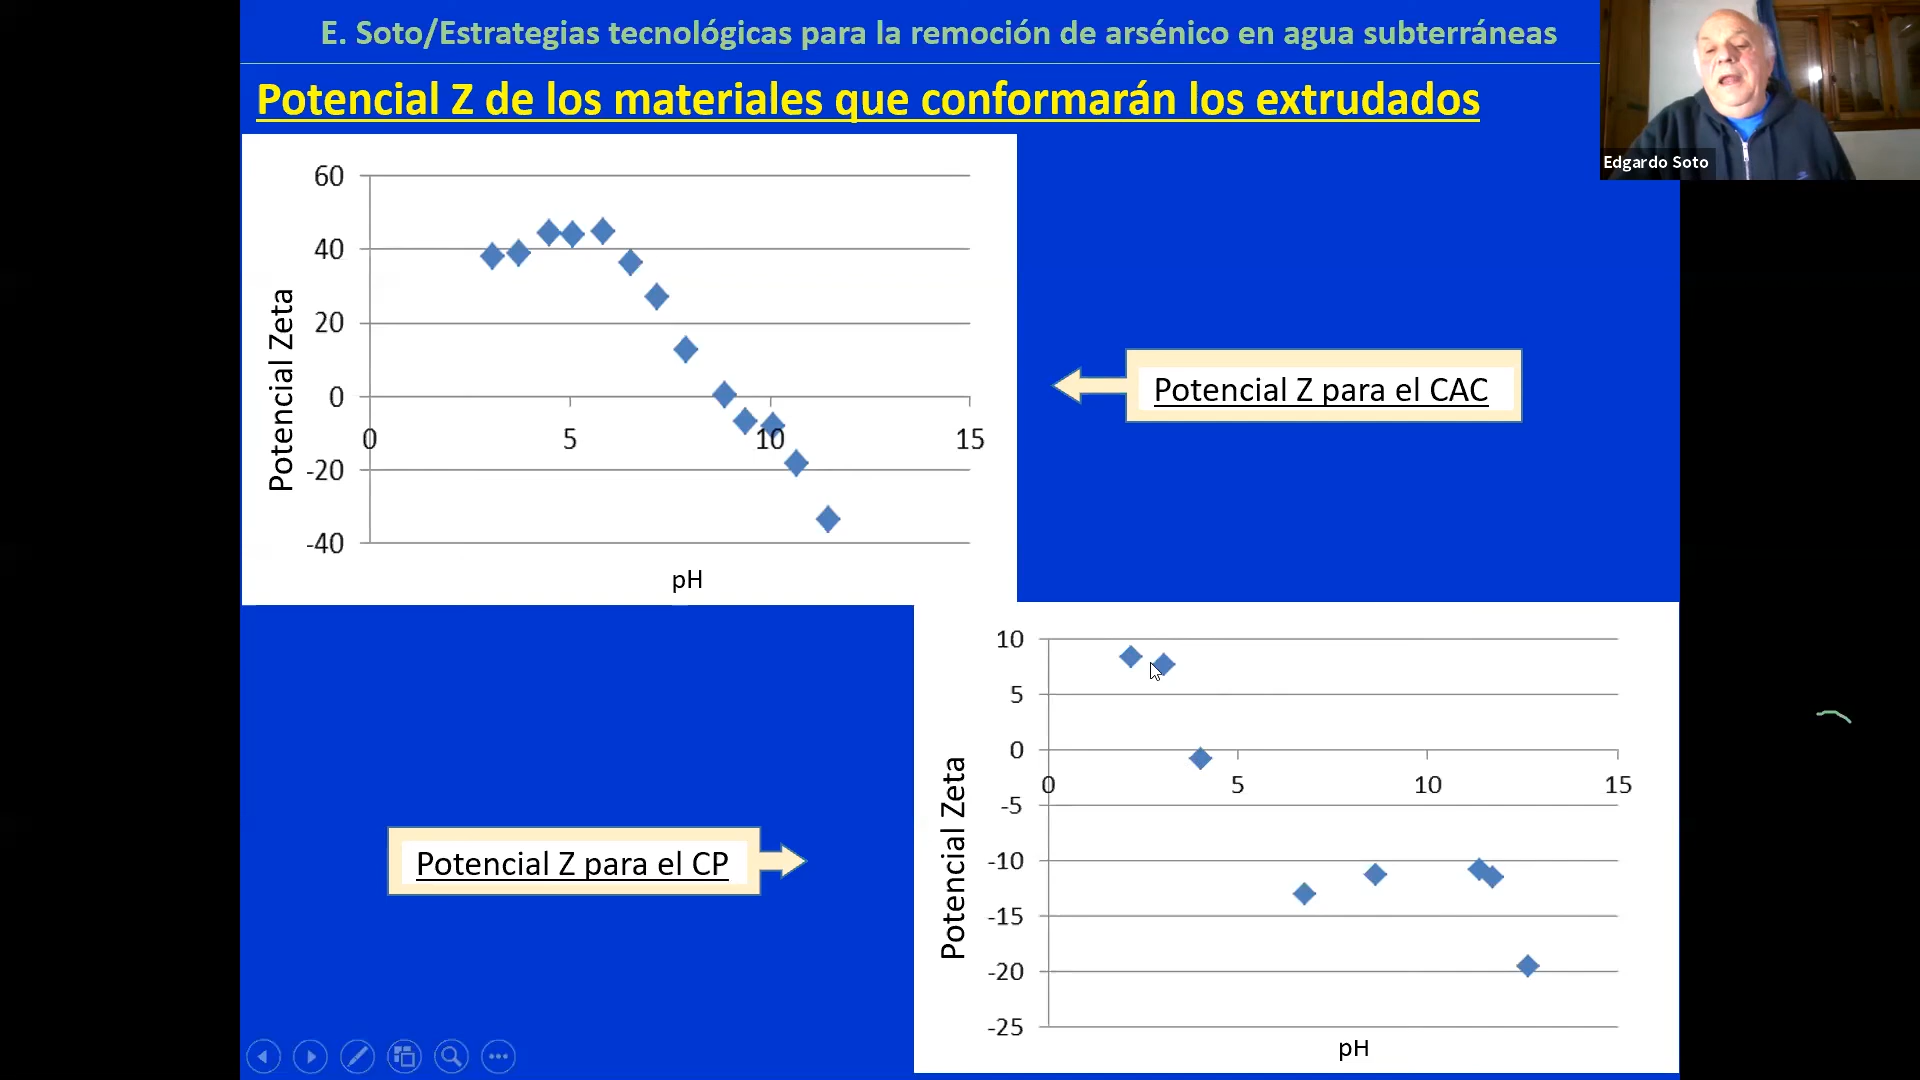 E. Soto/Estrategias tecnológicas para la remoción de arsénico en agua subterráneas
Edgardo Soto
Potencial Z de los materiales que conformarán los extrudados
60
40
20
0
-20
-40
0 5 10 15
Potencial Zeta
pH
Potencial Z para el CAC
Potencial Z para el CP
10
5
0
-5
-10
-15
-20
-25
0 5 10 15
Potencial Zeta
pH